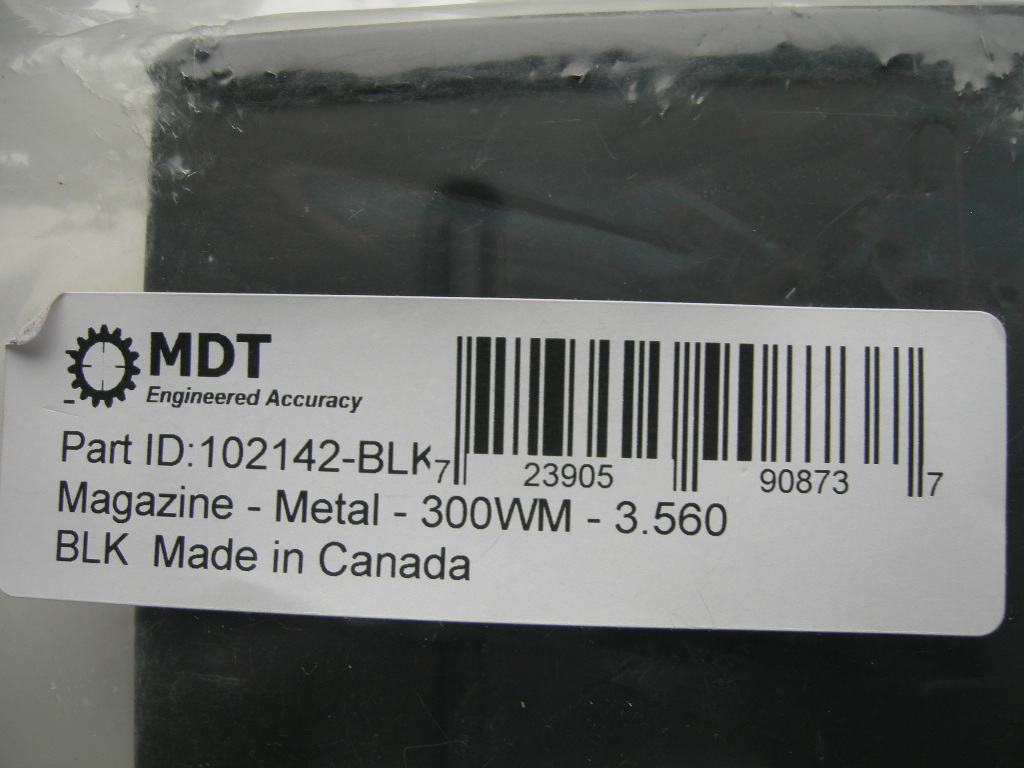 MDT
Engineered Accuracy
Part ID:102142-BLK
7 23905 90873 7
Magazine - Metal - 300WM - 3.560
BLK Made in Canada